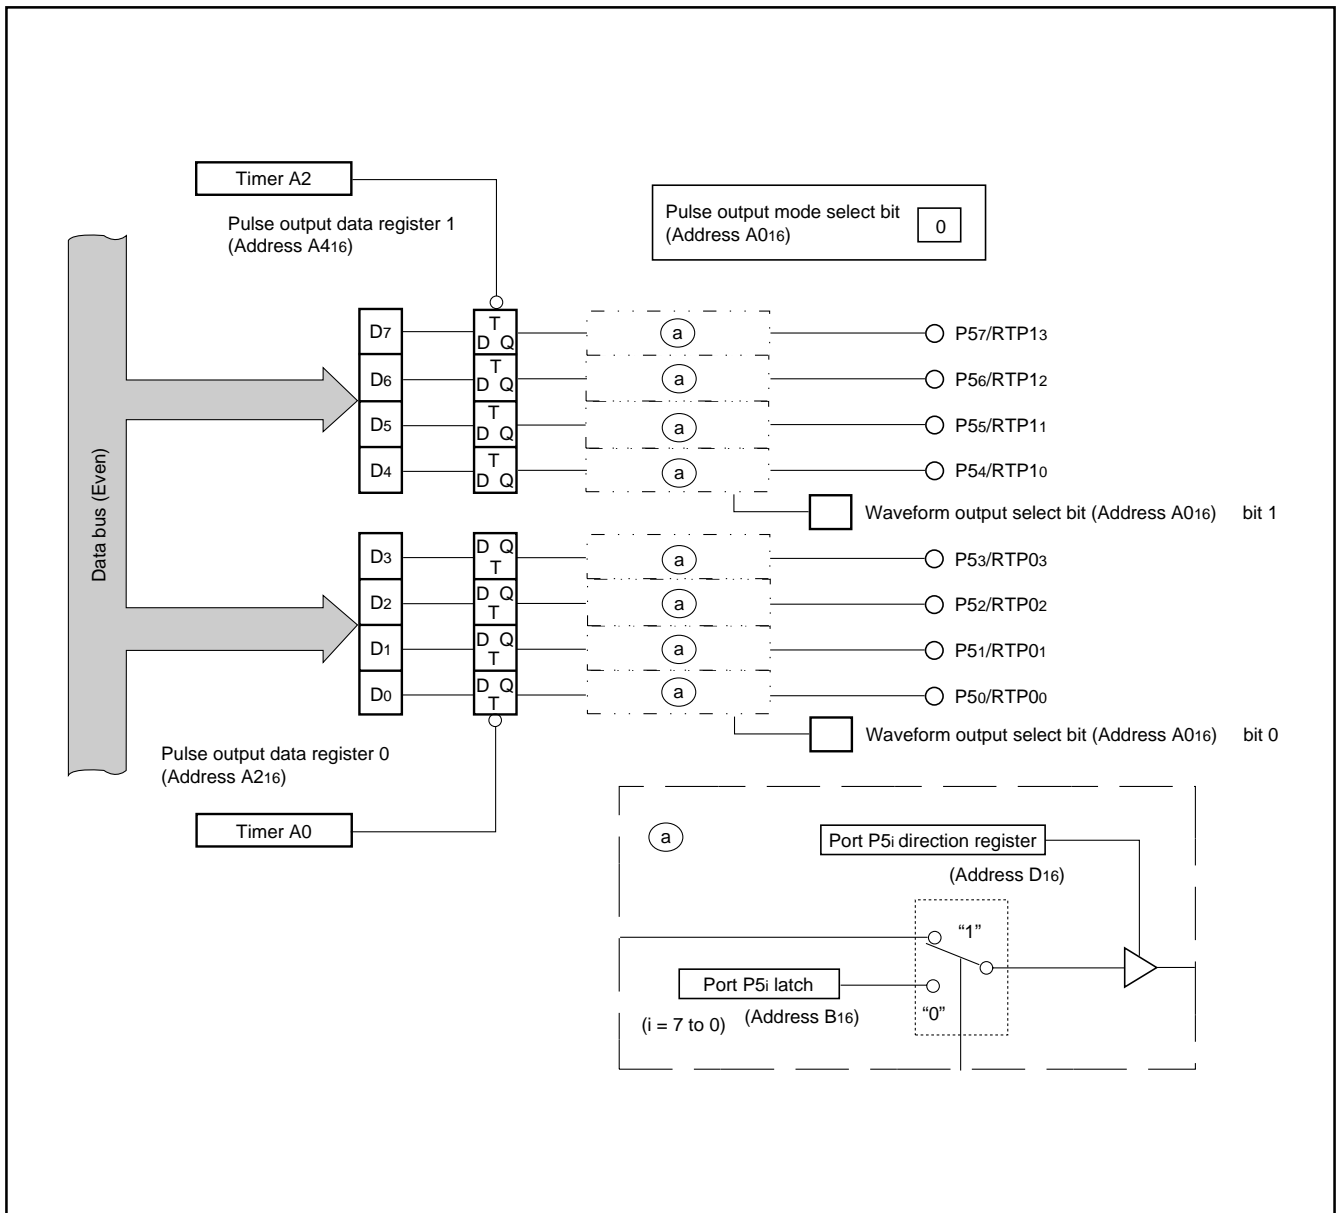 Timer A2
Pulse output data register 1
(Address A416)
Pulse output mode select bit
(Address A016)
0
Data bus (Even)
D7
T
D Q
a
P57/RTP13
D6
T
D Q
a
P56/RTP12
D5
T
D Q
a
P55/RTP11
D4
T
D Q
a
P54/RTP10
Waveform output select bit (Address A016) bit 1
D3
D Q
T
a
P53/RTP03
D2
D Q
T
a
P52/RTP02
D1
D Q
T
a
P51/RTP01
D0
D Q
T
a
P50/RTP00
Waveform output select bit (Address A016) bit 0
Pulse output data register 0
(Address A216)
Timer A0
a
Port P5i direction register
(Address D16)
“1”
Port P5i latch
(Address B16)
“0”
(i = 7 to 0)